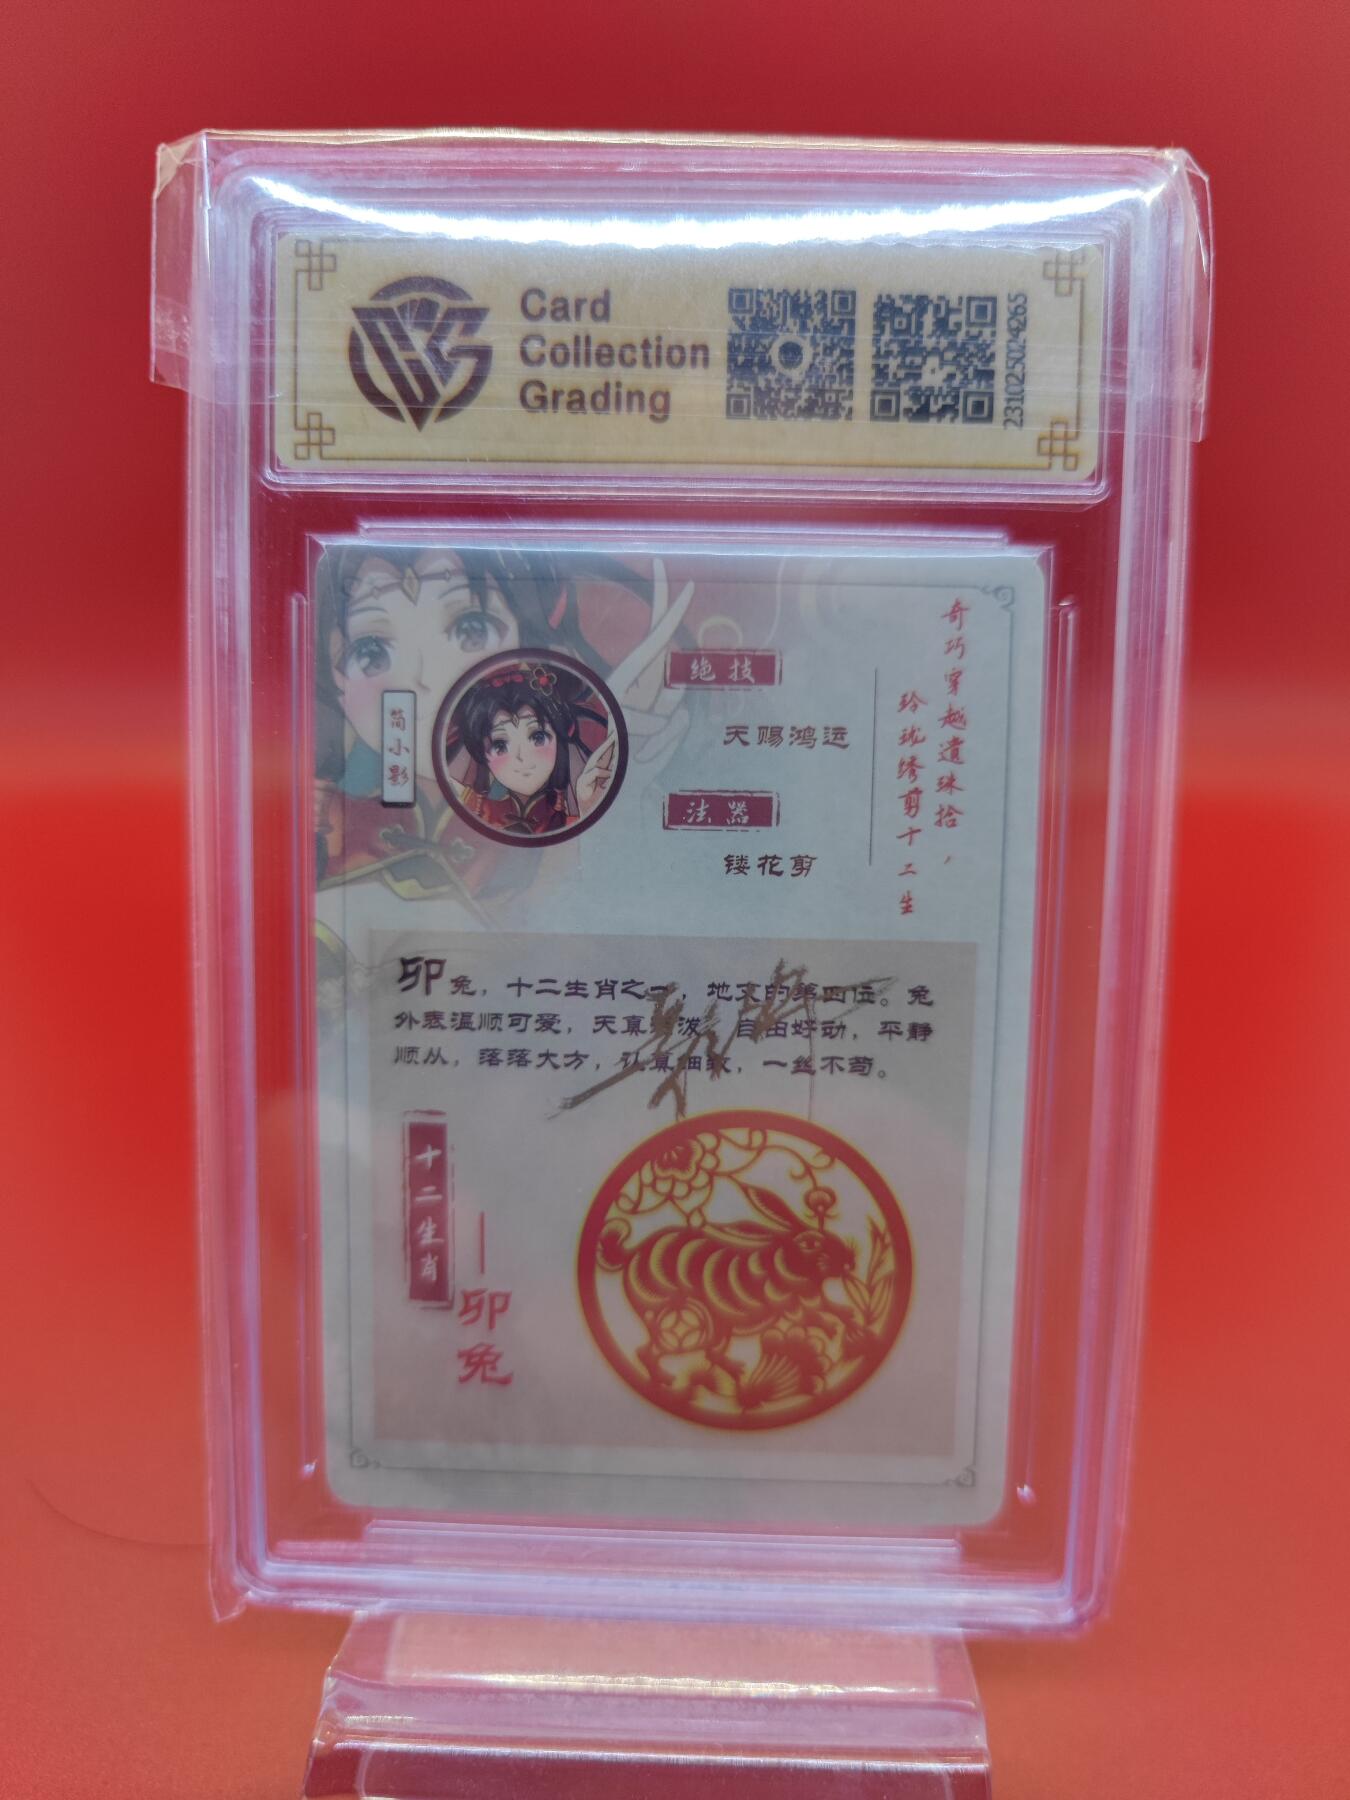 Card
Collection
Grading
231025024265
奇巧穿越遗珠拾，
玲珑绣剪十二生
绝技
天赐鸿运
法器
镂花剪
简小影
卯兔，十二生肖之一，地支的第四位。兔
外表温顺可爱，天真活泼，自由好动，平静
顺从，落落大方，认真细致，一丝不苟。
十二生肖
卯兔